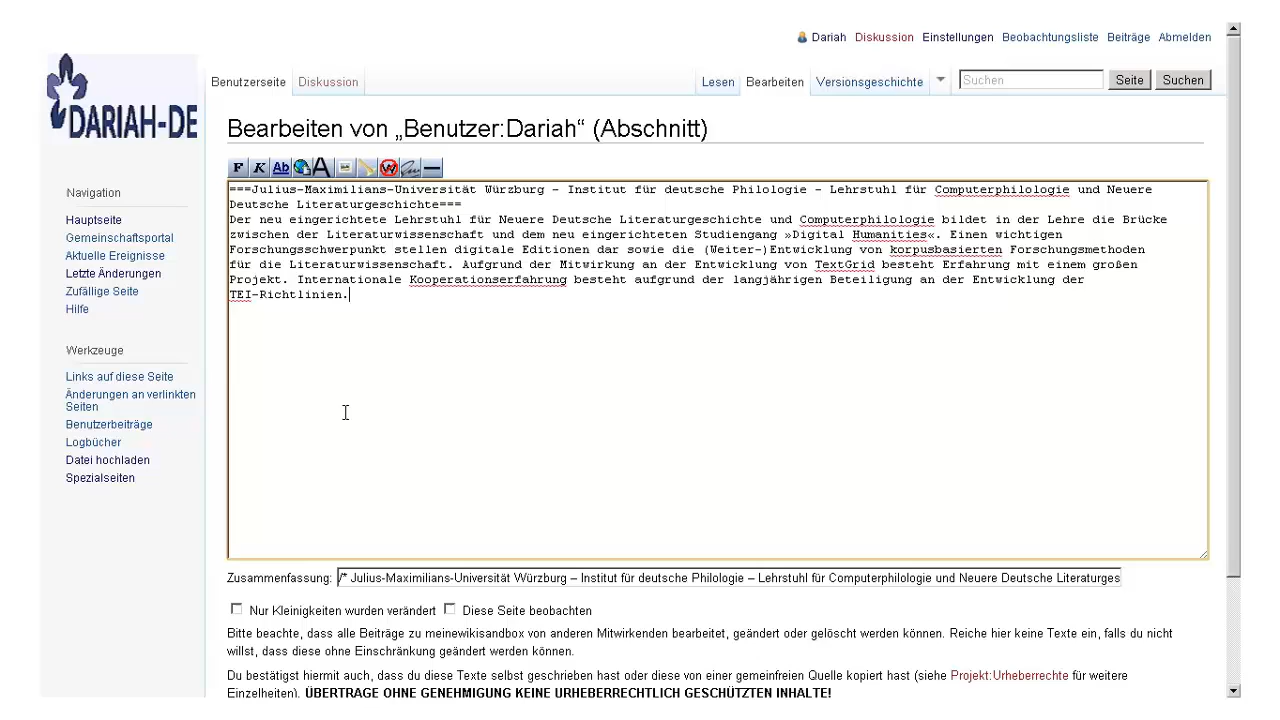 Dariah Diskussion Einstellungen Beobachtungsliste Beiträge Abmelden
DARIAH-DE
Benutzerseite Diskussion Lesen Bearbeiten Versionsgeschichte Suchen Seite Suchen
Bearbeiten von „Benutzer:Dariah“ (Abschnitt)
F K Ab A W
Navigation
Hauptseite
Gemeinschaftsportal
Aktuelle Ereignisse
Letzte Änderungen
Zufällige Seite
Hilfe
Werkzeuge
Links auf diese Seite
Änderungen an verlinkten
Seiten
Benutzerbeiträge
Logbücher
Datei hochladen
Spezialseiten
===Julius-Maximilians-Universität Würzburg – Institut für deutsche Philologie – Lehrstuhl für Computerphilologie und Neuere
Deutsche Literaturgeschichte===
Der neu eingerichtete Lehrstuhl für Neuere Deutsche Literaturgeschichte und Computerphilologie bildet in der Lehre die Brücke
zwischen der Literaturwissenschaft und dem neu eingerichteten Studiengang »Digital Humanities«. Einen wichtigen
Forschungsschwerpunkt stellen digitale Editionen dar sowie die (Weiter-)Entwicklung von korpusbasierten Forschungsmethoden
für die Literaturwissenschaft. Aufgrund der Mitwirkung an der Entwicklung von TextGrid besteht Erfahrung mit einem großen
Projekt. Internationale Kooperationserfahrung besteht aufgrund der langjährigen Beteiligung an der Entwicklung der
TEI-Richtlinien.
Zusammenfassung: /* Julius-Maximilians-Universität Würzburg – Institut für deutsche Philologie – Lehrstuhl für Computerphilologie und Neuere Deutsche Literaturges
Nur Kleinigkeiten wurden verändert Diese Seite beobachten
Bitte beachte, dass alle Beiträge zu meinewikisandbox von anderen Mitwirkenden bearbeitet, geändert oder gelöscht werden können. Reiche hier keine Texte ein, falls du nicht
willst, dass diese ohne Einschränkung geändert werden können.
Du bestätigst hiermit auch, dass du diese Texte selbst geschrieben hast oder diese von einer gemeinfreien Quelle kopiert hast (siehe Projekt:Urheberrechte für weitere
Einzelheiten). ÜBERTRAGE OHNE GENEHMIGUNG KEINE URHEBERRECHTLICH GESCHÜTZTEN INHALTE!